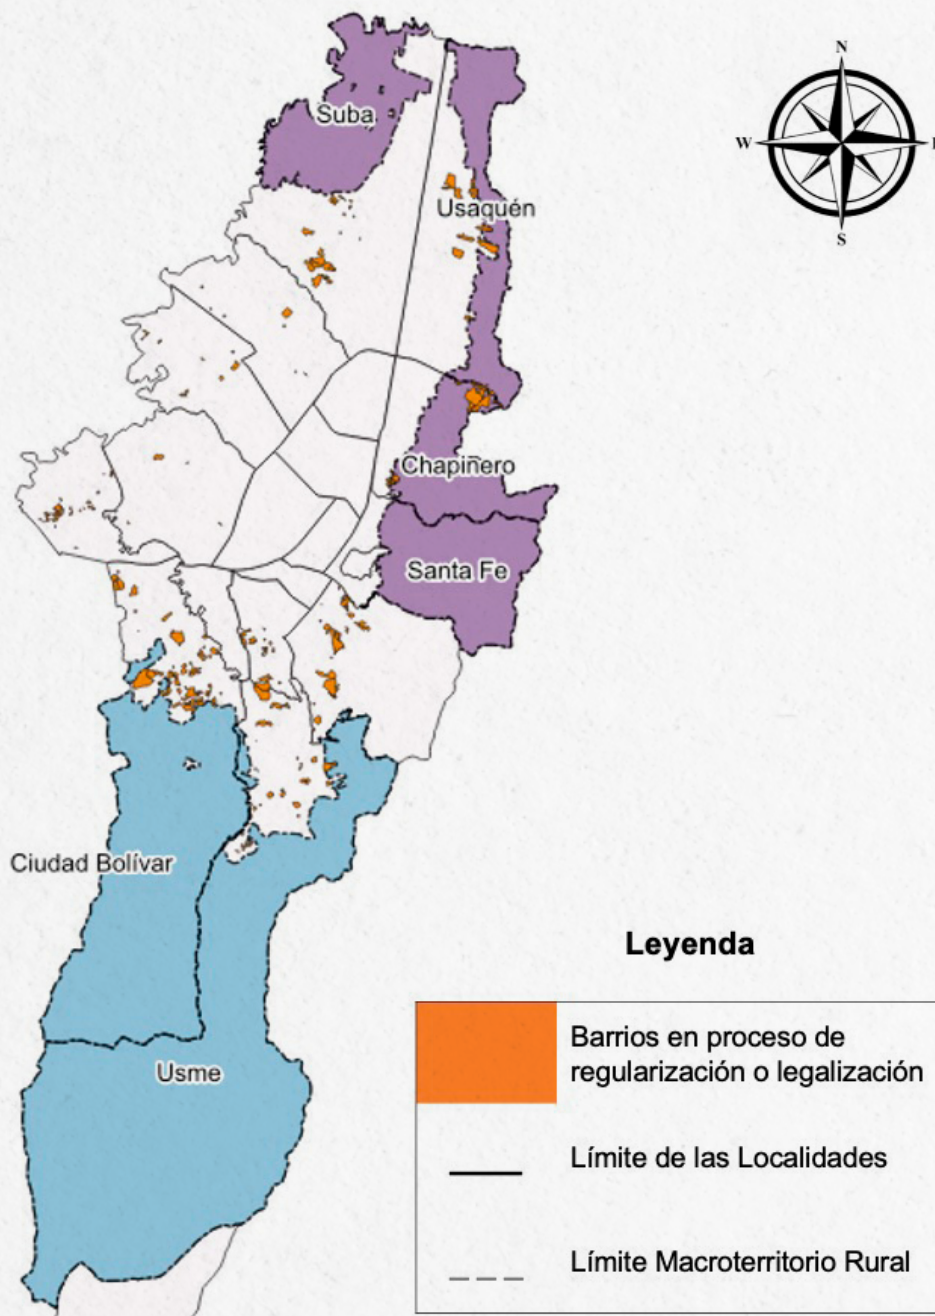 N
W
E
S
Suba
Usaquén
Chapinero
Santa Fe
Ciudad Bolívar
Usme
Leyenda
Barrios en proceso de
regularización o legalización
Límite de las Localidades
Límite Macroterritorio Rural